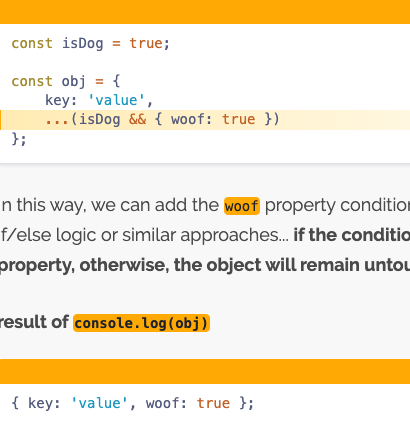 const isDog = true;
const obj = {
    key: 'value',
    ...(isDog && { woof: true })
};
n this way, we can add the woof property condition
f/else logic or similar approaches... if the conditio
property, otherwise, the object will remain untou
result of console.log(obj)
{ key: 'value', woof: true };